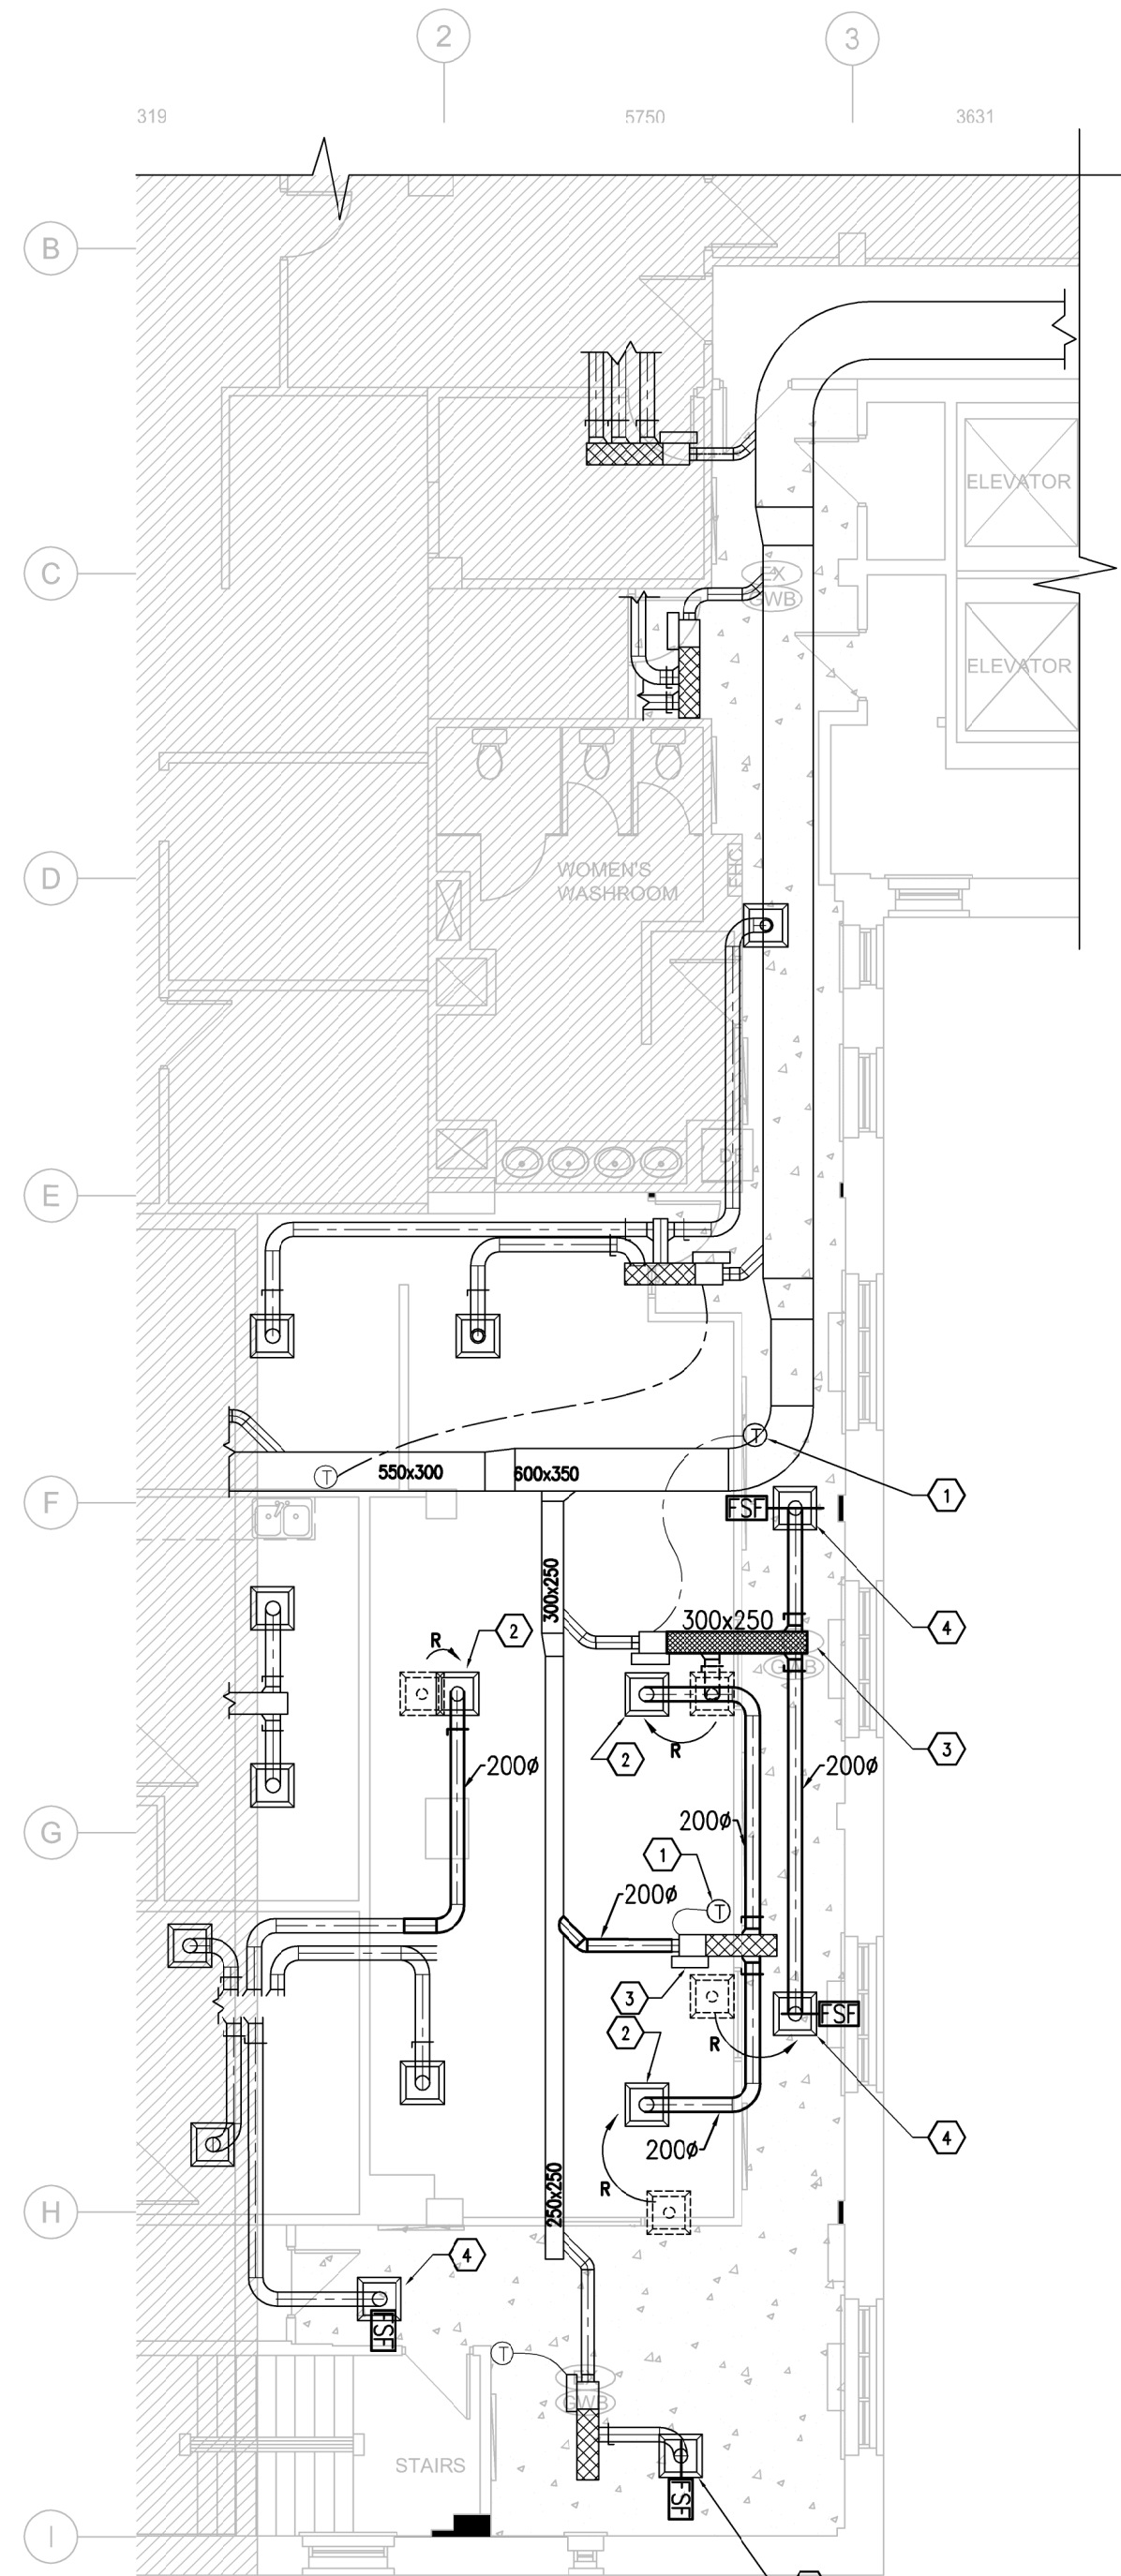 2
3
319
5750
3631
B
ELEVATOR
C
EX
GWB
ELEVATOR
D
WOMEN'S
WASHROOM
FHC
E
T
550x300
600x350
T
F
FSF
1
300x250
300x250
4
R
2
GWB
2
R
3
200ø
200ø
G
200ø
1
200ø
T
3
FSF
2
R
4
200ø
250x250
R
H
4
FSF
T
GWB
STAIRS
FSF
I